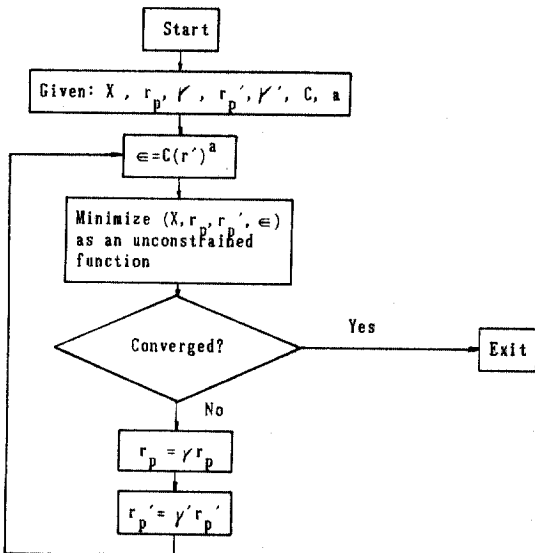 Start
Given: X , r_p, γ, r_p′, γ′, C, a
∈=C(r′)^a
Minimize (X,r_p,r_p′, ∈)
as an unconstrained
function
Converged?
Yes
Exit
No
r_p = γ r_p
r_p′= γ′r_p′